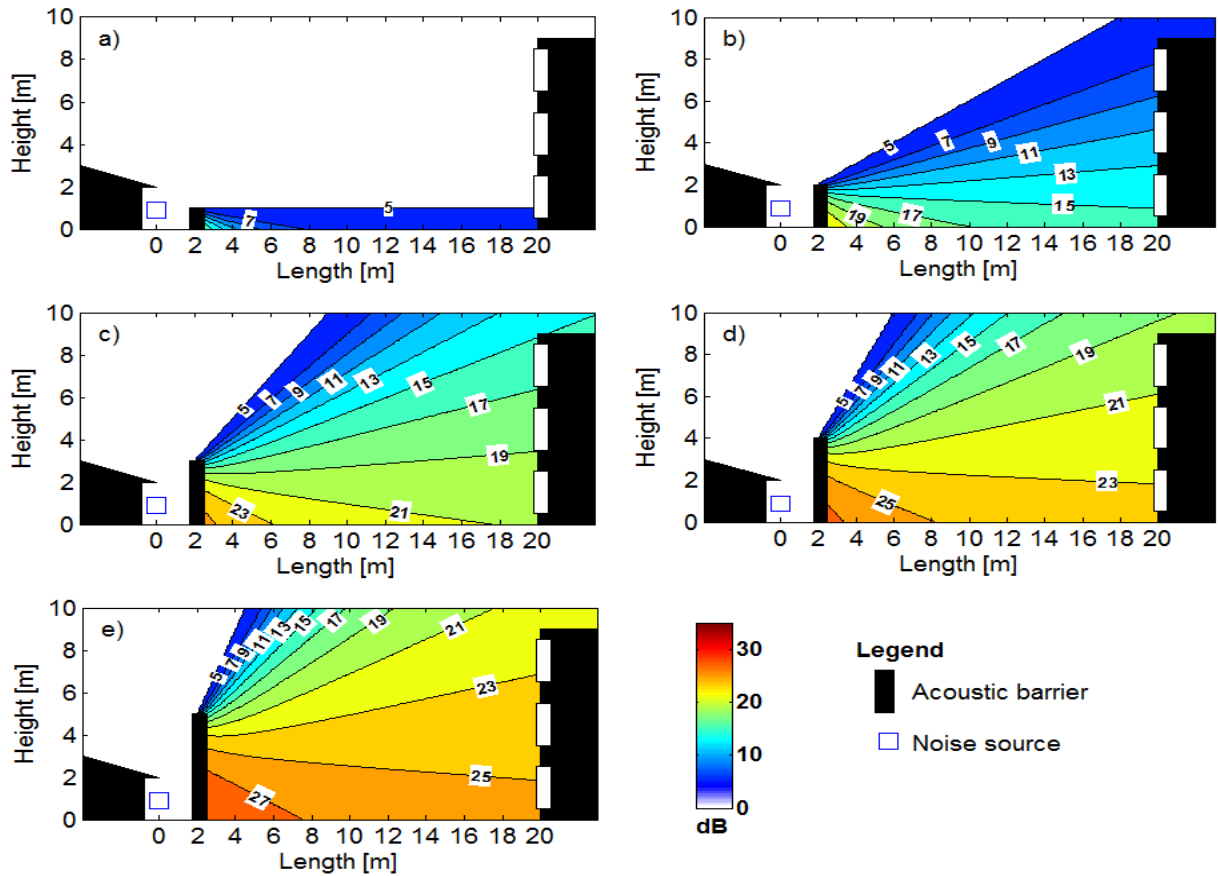 a)
10
8
6
4
2
0
Height [m]
5
7
0 2 4 6 8 10 12 14 16 18 20
Length [m]
b)
10
8
6
4
2
0
Height [m]
5 7 9 11 13 15 17 19
0 2 4 6 8 10 12 14 16 18 20
Length [m]
c)
10
8
6
4
2
0
Height [m]
5 7 9 11 13 15 17 19 21 23
0 2 4 6 8 10 12 14 16 18 20
Length [m]
d)
10
8
6
4
2
0
Height [m]
5 7 9 11 13 15 17 19 21 23 25
0 2 4 6 8 10 12 14 16 18 20
Length [m]
e)
10
8
6
4
2
0
Height [m]
5 7 9 11 13 15 17 19 21 23 25 27
0 2 4 6 8 10 12 14 16 18 20
Length [m]
30
20
10
0
dB
Legend
Acoustic barrier
Noise source